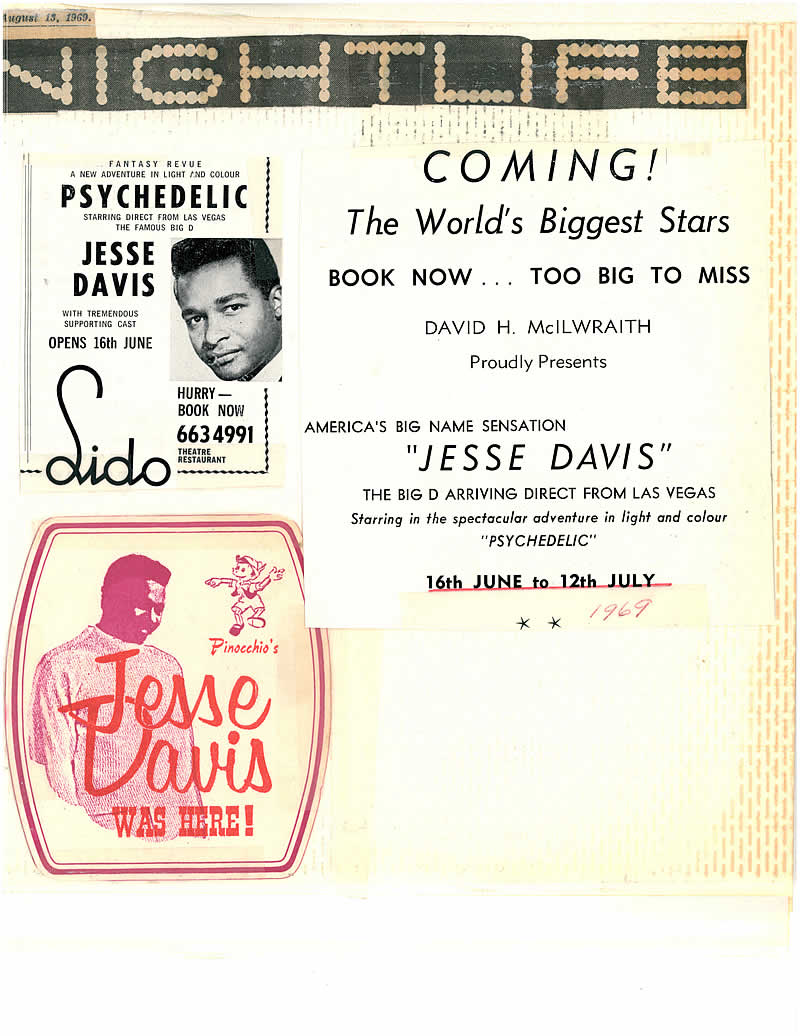 August 13, 1969.
NIGHTLIFE
FANTASY REVUE
A NEW ADVENTURE IN LIGHT AND COLOUR
PSYCHEDELIC
STARRING DIRECT FROM LAS VEGAS
THE FAMOUS BIG D
JESSE
DAVIS
WITH TREMENDOUS
SUPPORTING CAST
OPENS 16th JUNE
HURRY —
BOOK NOW
663 4991
THEATRE
RESTAURANT
Lido
COMING!
The World's Biggest Stars
BOOK NOW ... TOO BIG TO MISS
DAVID H. McILWRAITH
Proudly Presents
AMERICA'S BIG NAME SENSATION
"JESSE DAVIS"
THE BIG D ARRIVING DIRECT FROM LAS VEGAS
Starring in the spectacular adventure in light and colour
"PSYCHEDELIC"
16th JUNE to 12th JULY
1969
Pinocchio's
Jesse
Davis
WAS HERE!